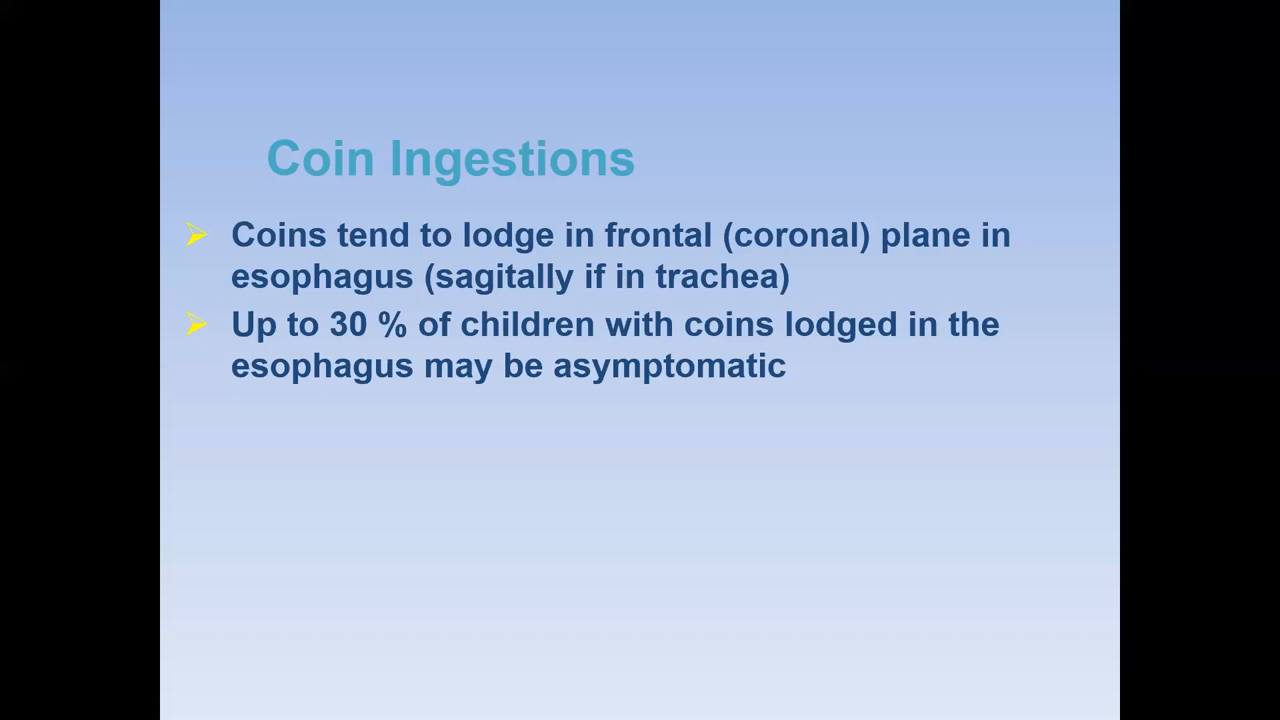 Coin Ingestions
Coins tend to lodge in frontal (coronal) plane in
esophagus (sagitally if in trachea)
Up to 30 % of children with coins lodged in the
esophagus may be asymptomatic